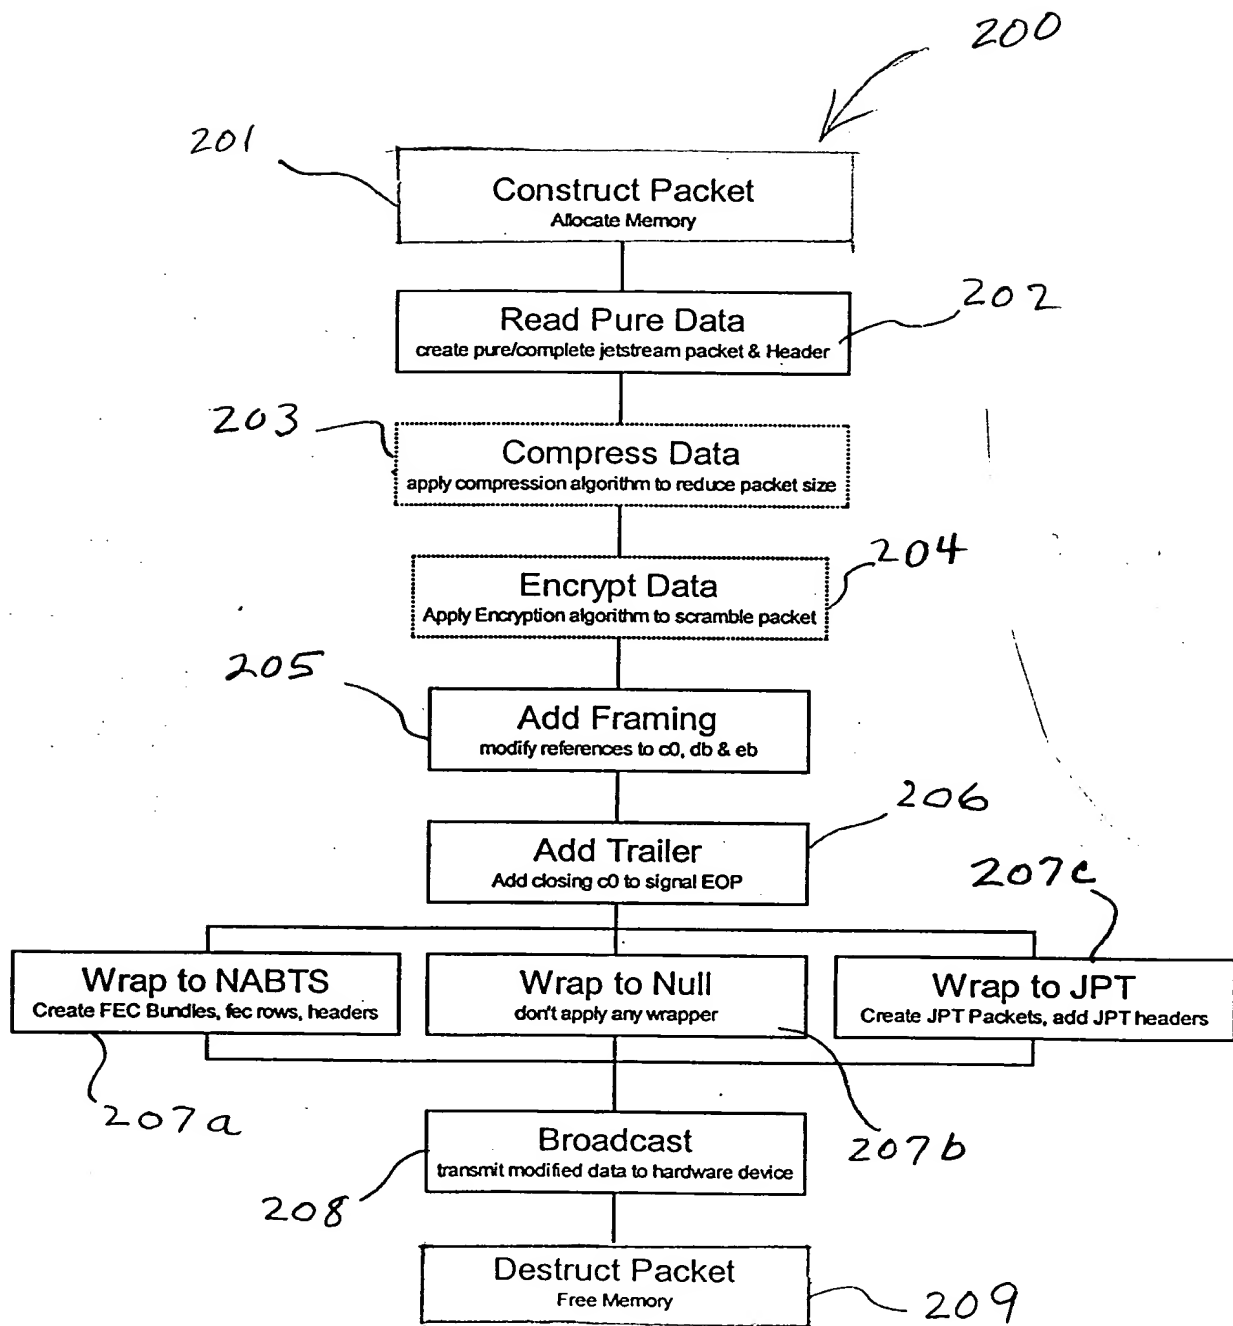 200
201
Construct Packet
Allocate Memory
202
Read Pure Data
create pure/complete jetstream packet & Header
203
Compress Data
apply compression algorithm to reduce packet size
204
Encrypt Data
Apply Encryption algorithm to scramble packet
205
Add Framing
modify references to c0, db & eb
206
Add Trailer
Add closing c0 to signal EOP
207c
Wrap to NABTS
Create FEC Bundles, fec rows, headers
Wrap to Null
don't apply any wrapper
Wrap to JPT
Create JPT Packets, add JPT headers
207a
207b
Broadcast
transmit modified data to hardware device
208
Destruct Packet
Free Memory
209